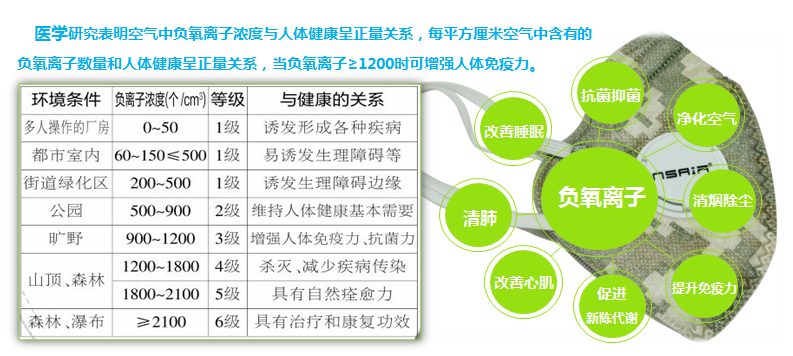 医学研究表明空气中负氧离子浓度与人体健康呈正量关系，每平方厘米空气中含有的
负氧离子数量和人体健康呈正量关系，当负氧离子≥1200时可增强人体免疫力。
环境条件 负离子浓度(个/cm³) 等级 与健康的关系
多人操作的厂房 0~50 1级 诱发形成各种疾病
都市室内 60~150≤500 1级 易诱发生理障碍等
街道绿化区 200~500 1级 诱发生理障碍边缘
公园 500~900 2级 维持人体健康基本需要
旷野 900~1200 3级 增强人体免疫力、抗菌力
山顶、森林 1200~1800 4级 杀灭、减少疾病传染
1800~2100 5级 具有自然痊愈力
森林、瀑布 ≥2100 6级 具有治疗和康复功效
抗菌抑菌
净化空气
改善睡眠
负氧离子
消烟除尘
清肺
改善心肌
促进
新陈代谢
提升免疫力